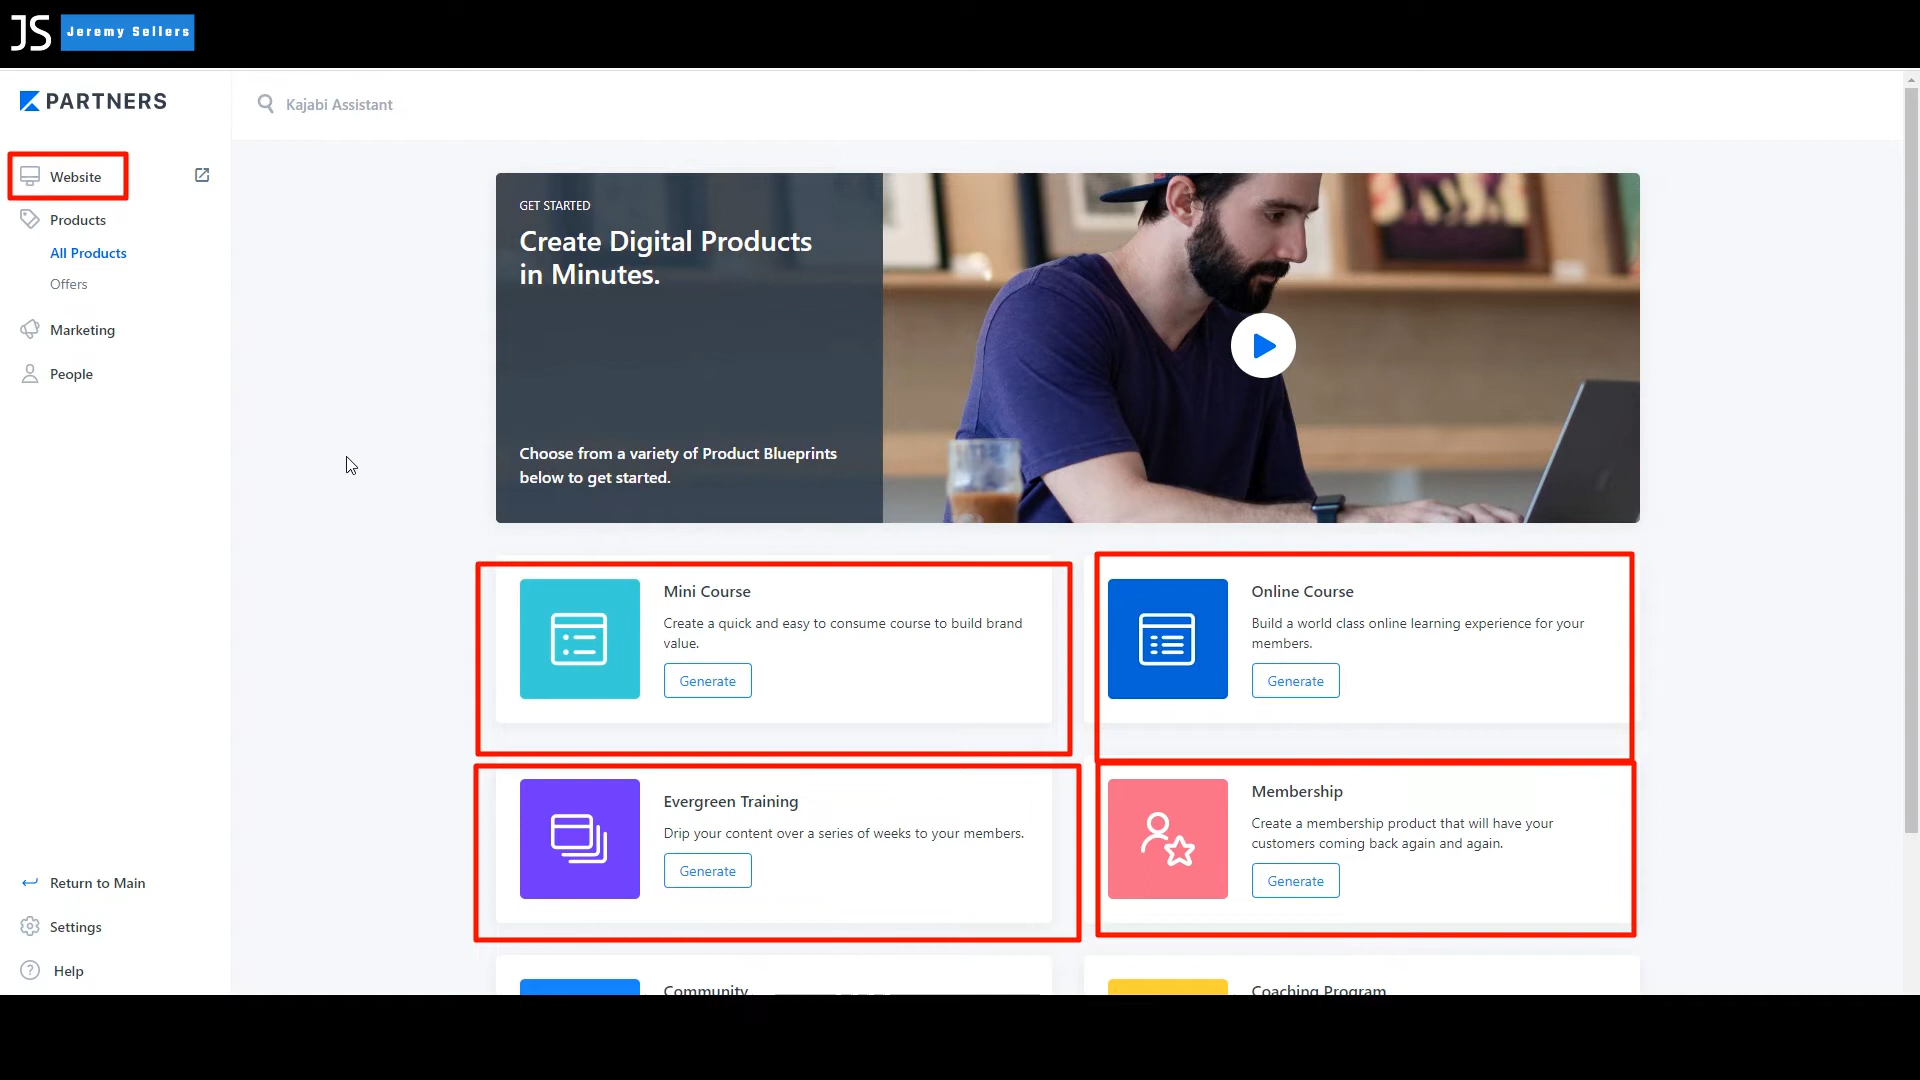 JS Jeremy Sellers
PARTNERS
Kajabi Assistant
Website
Products
All Products
Offers
Marketing
People
Return to Main
Settings
Help
GET STARTED
Create Digital Products
in Minutes.
Choose from a variety of Product Blueprints
below to get started.
Mini Course
Create a quick and easy to consume course to build brand
value.
Generate
Online Course
Build a world class online learning experience for your
members.
Generate
Evergreen Training
Drip your content over a series of weeks to your members.
Generate
Membership
Create a membership product that will have your
customers coming back again and again.
Generate
Community
Coaching Program